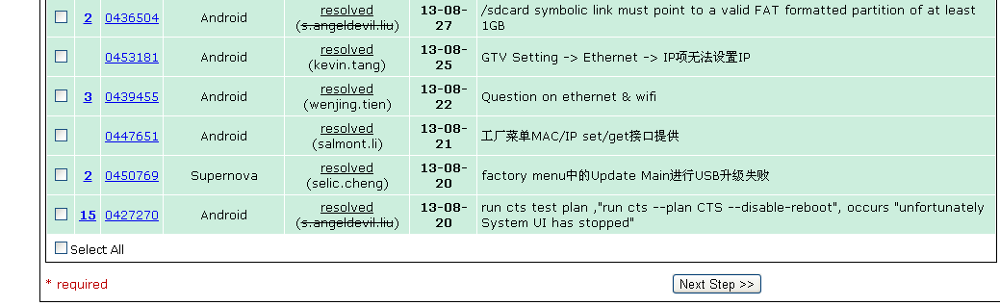 2 0436504 Android resolved (s.angeldevil.liu) 13-08-27 /sdcard symbolic link must point to a valid FAT formatted partition of at least 1GB
0453181 Android resolved (kevin.tang) 13-08-25 GTV Setting -> Ethernet -> IP项无法设置IP
3 0439455 Android resolved (wenjing.tien) 13-08-22 Question on ethernet & wifi
0447651 Android resolved (salmont.li) 13-08-21 工厂菜单MAC/IP set/get接口提供
2 0450769 Supernova resolved (selic.cheng) 13-08-20 factory menu中的Update Main进行USB升级失败
15 0427270 Android resolved (s.angeldevil.liu) 13-08-20 run cts test plan ,"run cts --plan CTS --disable-reboot", occurs "unfortunately System UI has stopped"
Select All
* required
Next Step >>